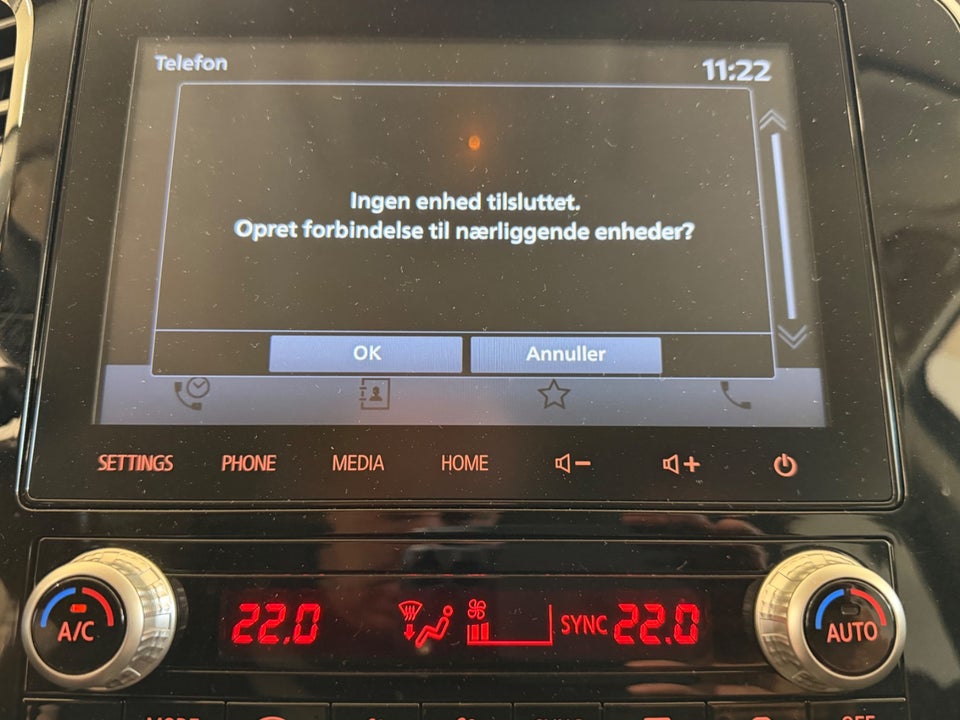 Telefon 11:22
Ingen enhed tilsluttet.
Opret forbindelse til nærliggende enheder?
OK Annuller
SETTINGS PHONE MEDIA HOME
A/C 22.0 SYNC 22.0 AUTO